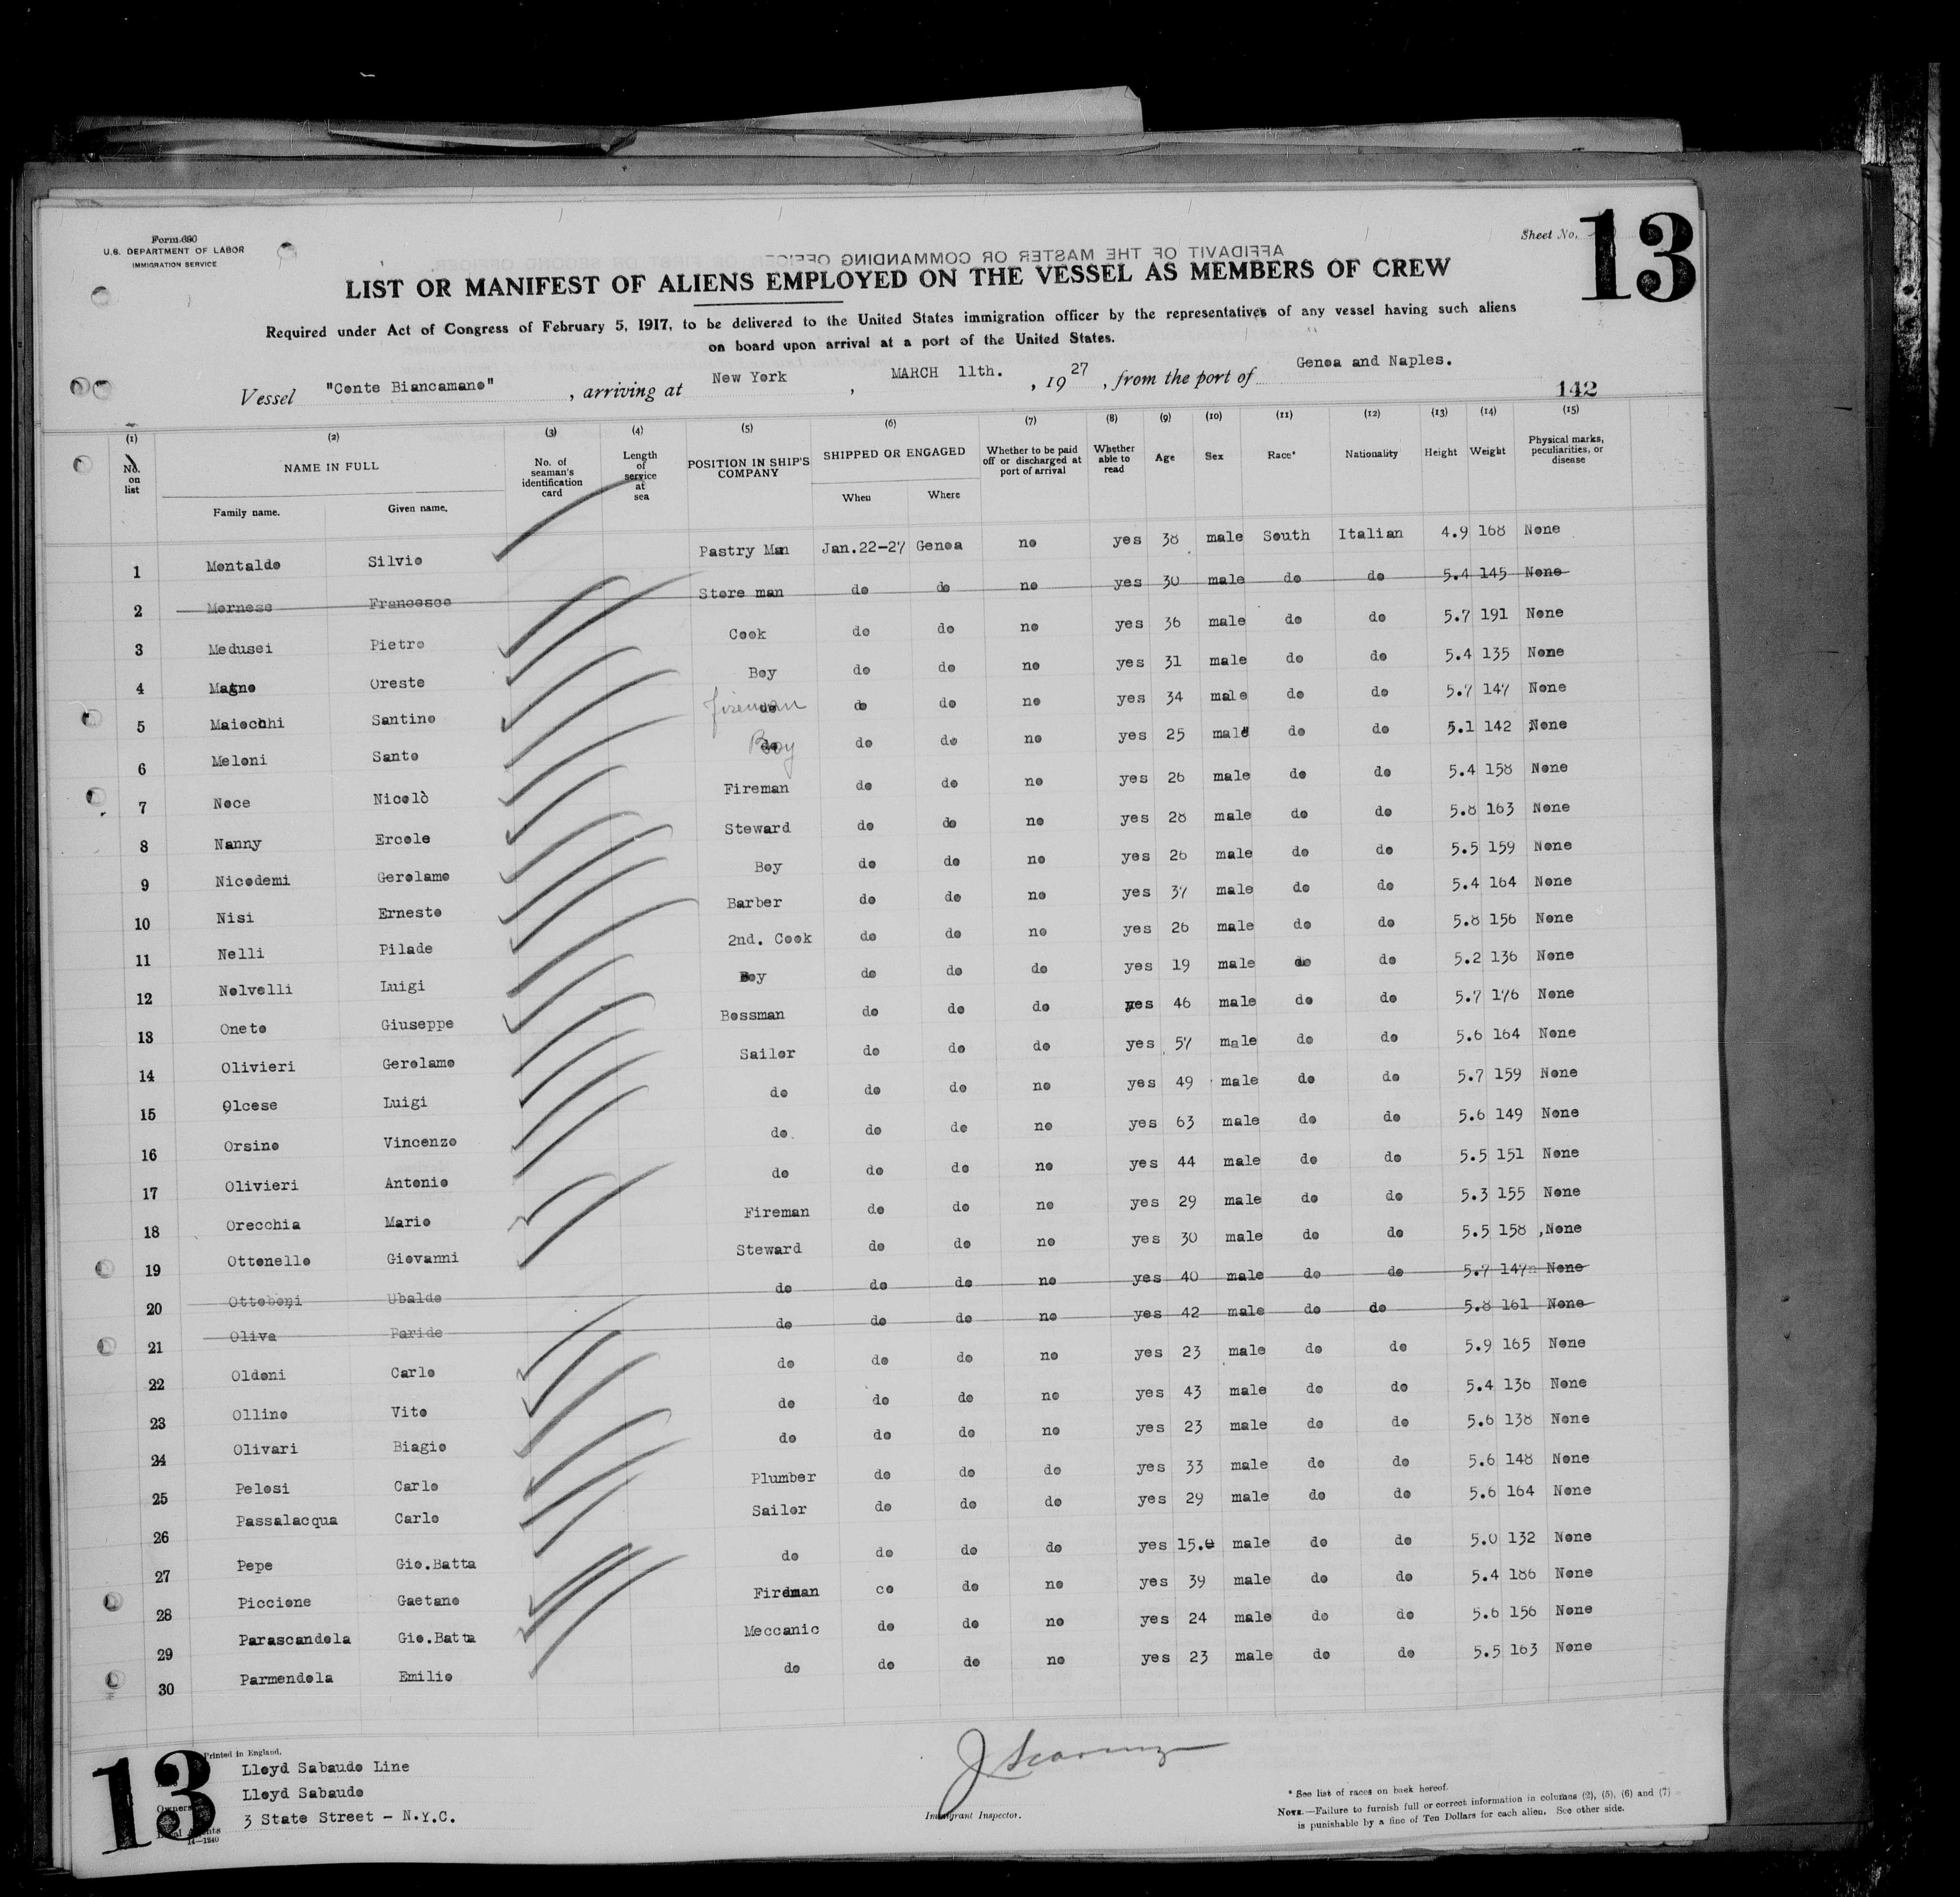 Form 690
U.S. DEPARTMENT OF LABOR
IMMIGRATION SERVICE
Sheet No. 13
AFFIDAVIT OF THE MASTER OR COMMANDING OFFICER OR FIRST OR SECOND OFFICER
LIST OR MANIFEST OF ALIENS EMPLOYED ON THE VESSEL AS MEMBERS OF CREW
Required under Act of Congress of February 5, 1917, to be delivered to the United States immigration officer by the representatives of any vessel having such aliens
on board upon arrival at a port of the United States.
Vessel "Conte Biancamano" , arriving at New York , MARCH 11th. , 1927 , from the port of Genoa and Naples.
142
(1) (2) (3) (4) (5) (6) (7) (8) (9) (10) (11) (12) (13) (14) (15)
No. on list NAME IN FULL Family name. Given name. No. of seaman's identification card Length of service at sea POSITION IN SHIP'S COMPANY SHIPPED OR ENGAGED When Where Whether to be paid off or discharged at port of arrival Whether able to read Age Sex Race* Nationality Height Weight Physical marks, peculiarities, or disease
1 Montaldo Silvio Pastry Man Jan.22-27 Genoa no yes 38 male South Italian 4.9 168 None
2 Mornese Francesco Store man do do no yes 30 male do do 5.4 145 None
3 Medusei Pietro Cook do do no yes 36 male do do 5.7 191 None
4 Magno Oreste Boy do do no yes 31 male do do 5.4 135 None
5 Maiocchi Santino do fireman do do no yes 34 male do do 5.7 147 None
6 Meloni Santo do Boy do do no yes 25 male do do 5.1 142 None
7 Noce Nicolò Fireman do do no yes 26 male do do 5.4 158 None
8 Nanny Ercole Steward do do no yes 28 male do do 5.8 163 None
9 Nicodemi Gerolamo Boy do do no yes 26 male do do 5.5 159 None
10 Nisi Ernesto Barber do do no yes 37 male do do 5.4 164 None
11 Nelli Pilade 2nd. Cook do do no yes 26 male do do 5.8 156 None
12 Nolvelli Luigi Boy do do do yes 19 male do do 5.2 136 None
13 Oneto Giuseppe Bossman do do do yes 46 male do do 5.7 176 None
14 Olivieri Gerolamo Sailor do do do yes 57 male do do 5.6 164 None
15 Olcese Luigi do do do no yes 49 male do do 5.7 159 None
16 Orsino Vincenzo do. do do no yes 63 male do do 5.6 149 None
17 Olivieri Antonio do do do no yes 44 male do do 5.5 151 None
18 Orecchia Mario Fireman do do no yes 29 male do do 5.3 155 None
19 Ottonello Giovanni Steward do do no yes 30 male do do 5.5 158 None
20 Ottoboni Ubaldo do do do no yes 40 male do do 5.7 147 None
21 Oliva Paride do do do no yes 42 male do do 5.8 161 None
22 Oldoni Carlo do do do no yes 23 male do do 5.9 165 None
23 Ollino Vito do do do no yes 43 male do do 5.4 136 None
24 Olivari Biagio do do do no yes 23 male do do 5.6 138 None
25 Pelosi Carlo Plumber do do do yes 33 male do do 5.6 148 None
26 Passalacqua Carlo Sailor do do do yes 29 male do do 5.6 164 None
27 Pepe Gio.Batta do do do do yes 15. male do do 5.0 132 None
28 Piccione Gaetano Fireman co do no yes 39 male do do 5.4 186 None
29 Parascandola Gio.Batta Meccanic do do no yes 24 male do do 5.6 156 None
30 Parmendola Emilio do do do no yes 23 male do do 5.5 163 None
13
Printed in England.
Lloyd Sabaudo Line
Owners Lloyd Sabaudo
3 State Street - N.Y.C.
14—1240
Immigrant Inspector.
* See list of races on back hereof.
NOTE.—Failure to furnish full or correct information in columns (2), (5), (6) and (7)
is punishable by a fine of Ten Dollars for each alien. See other side.